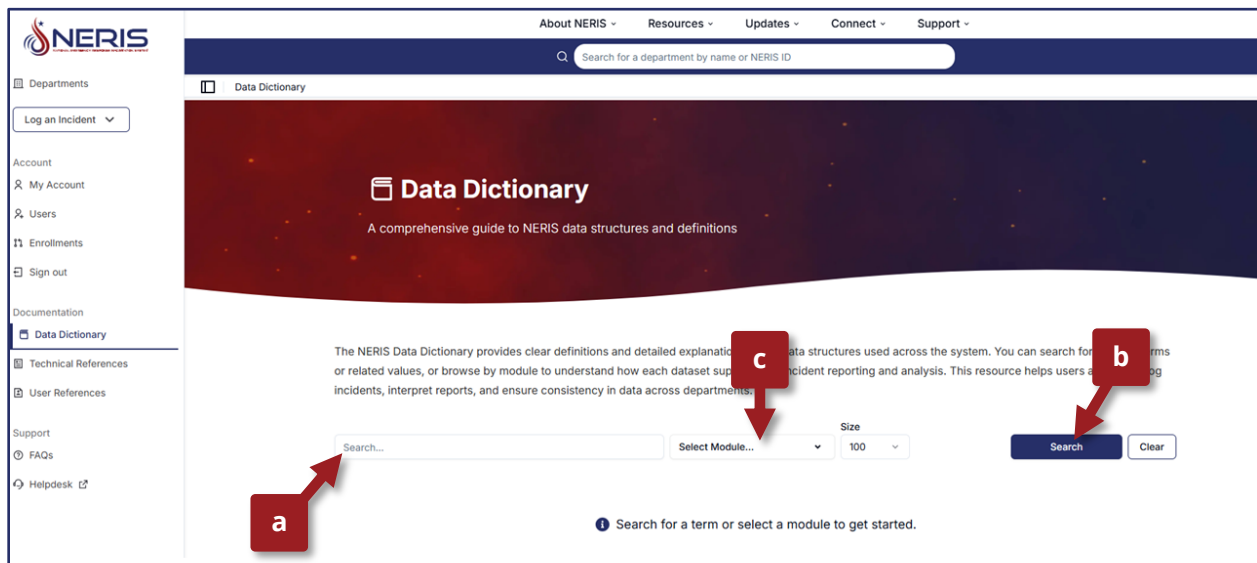 NERIS
About NERIS
Resources
Updates
Connect
Support
Search for a department by name or NERIS ID
Departments
Data Dictionary
Log an Incident
Account
My Account
Users
Enrollments
Sign out
Documentation
Data Dictionary
Technical References
User References
Support
FAQs
Helpdesk
Data Dictionary
A comprehensive guide to NERIS data structures and definitions
The NERIS Data Dictionary provides clear definitions and detailed ata structures used across the system. You can search for rms
or related values, or browse by module to understand how each dataset incident reporting and analysis. This resource helps users og
incidents, interpret reports, and ensure consistency in data across
c
b
Size
Search...
Select Module...
100
Search
Clear
a
Search for a term or select a module to get started.